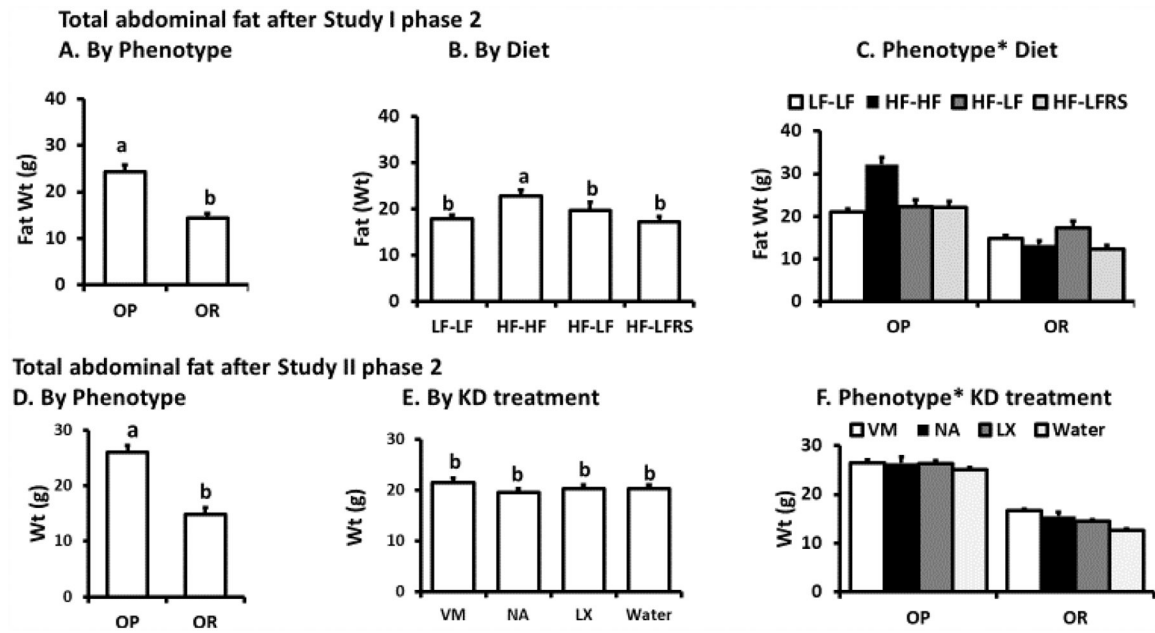 Total abdominal fat after Study I phase 2
A. By Phenotype
40
30
20
10
0
Fat Wt (g)
a
b
OP OR
B. By Diet
40
30
20
10
0
Fat (Wt)
b
a
b
b
LF-LF HF-HF HF-LF HF-LFRS
C. Phenotype* Diet
LF-LF HF-HF HF-LF HF-LFRS
40
30
20
10
0
Fat Wt (g)
OP OR
Total abdominal fat after Study II phase 2
D. By Phenotype
30
20
10
0
Wt (g)
a
b
OP OR
E. By KD treatment
30
20
10
0
Wt (g)
b
b
b
b
VM NA LX Water
F. Phenotype* KD treatment
VM NA LX Water
30
20
10
0
Wt (g)
OP OR